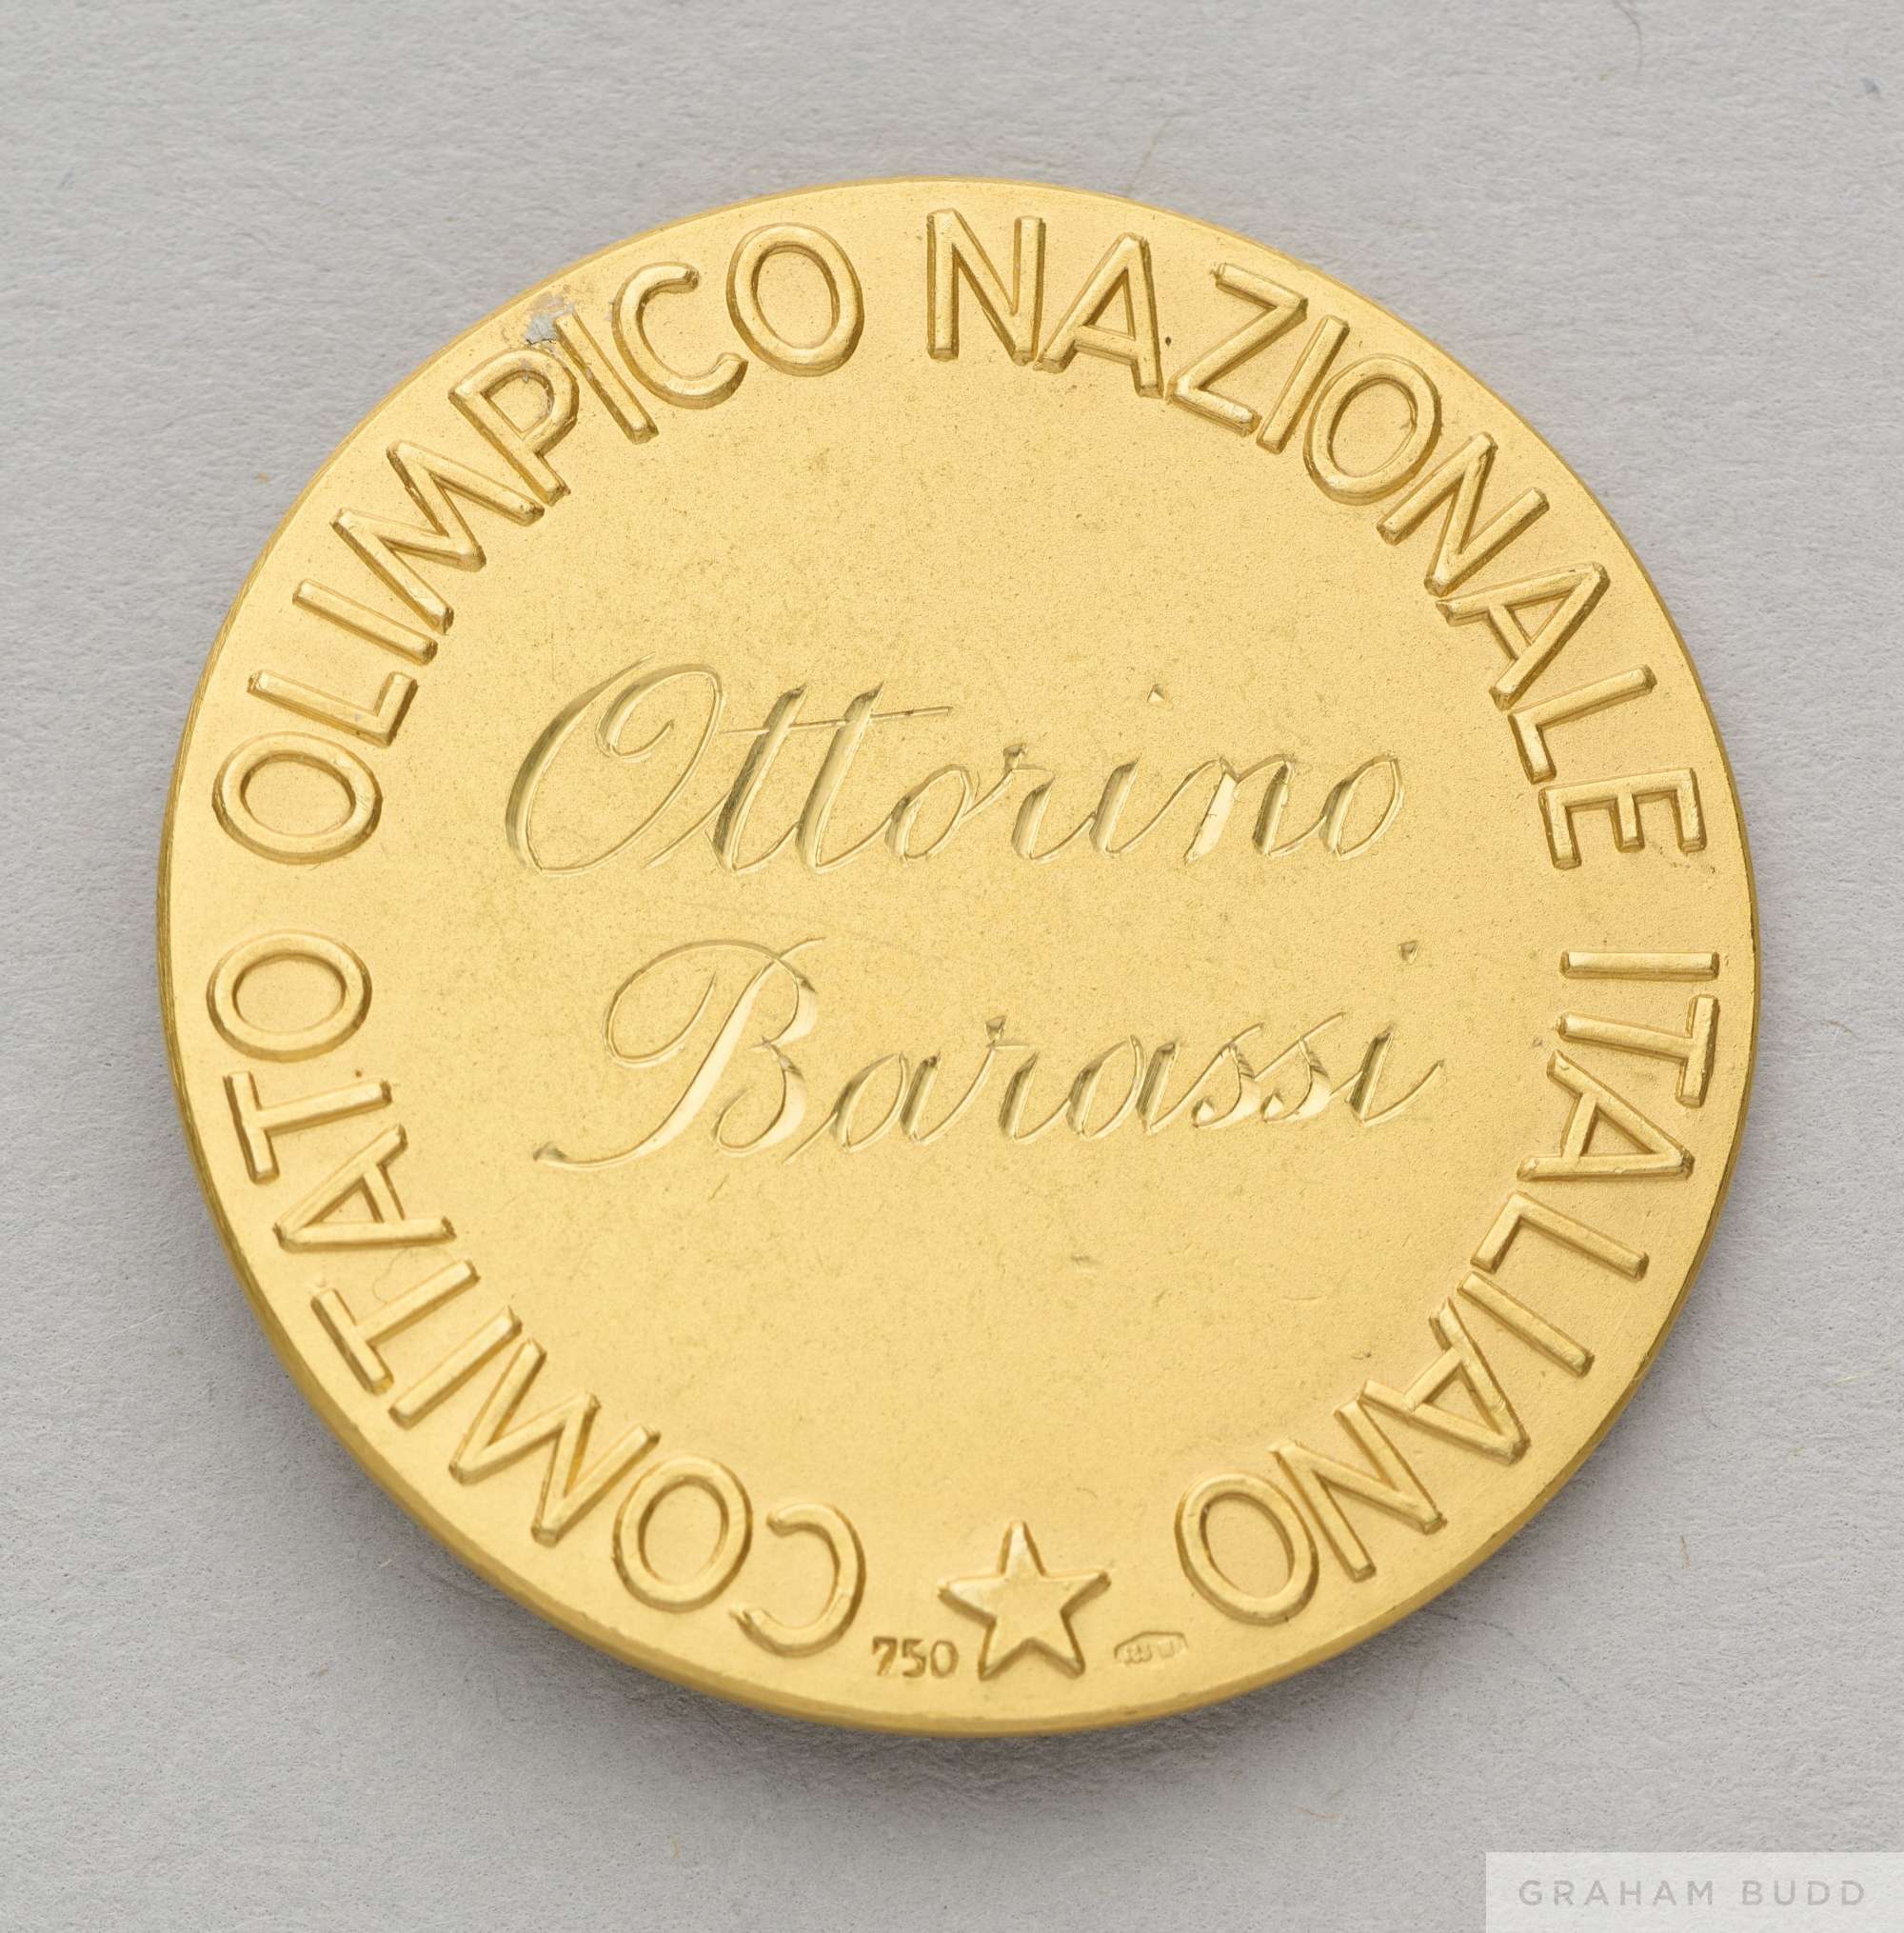 COMITATO OLIMPICO NAZIONALE ITALIANO
Ottorino
Barassi
750
GRAHAM BUDD